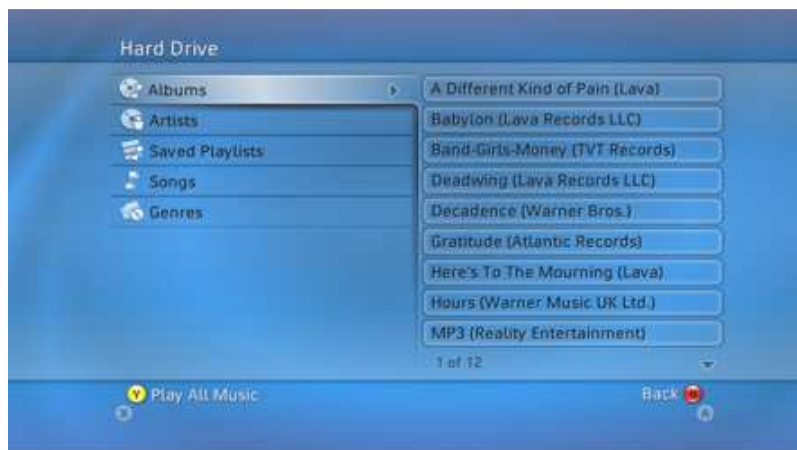 Hard Drive
Albums
Artists
Saved Playlists
Songs
Genres
A Different Kind of Pain (Lava)
Babylon (Lava Records LLC)
Band-Girls-Money (TVT Records)
Deadwing (Lava Records LLC)
Decadence (Warner Bros.)
Gratitude (Atlantic Records)
Here's To The Mourning (Lava)
Hours (Warner Music UK Ltd.)
MP3 (Reality Entertainment)
1 of 12
Y Play All Music
X
Back B
A